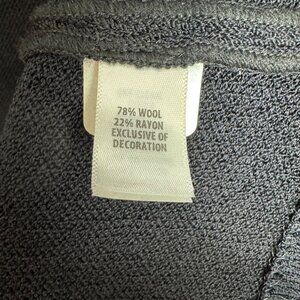 78% WOOL
22% RAYON
EXCLUSIVE OF
DECORATION